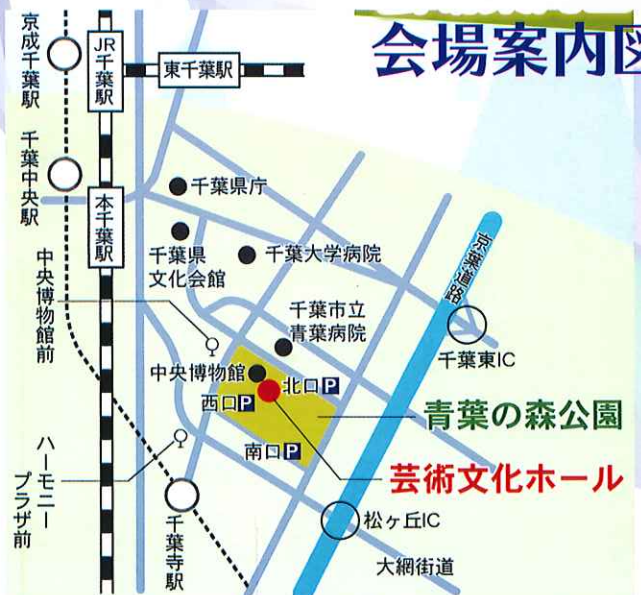 会場案内図
京成千葉駅
JR
千葉駅
東千葉駅
千葉中央駅
本千葉駅
千葉県庁
千葉県
文化会館
千葉大学病院
京葉道路
中央博物館前
千葉市立
青葉病院
千葉東IC
中央博物館
北口P
西口P
青葉の森公園
南口P
芸術文化ホール
ハーモニー
プラザ前
千葉寺駅
松ヶ丘IC
大網街道